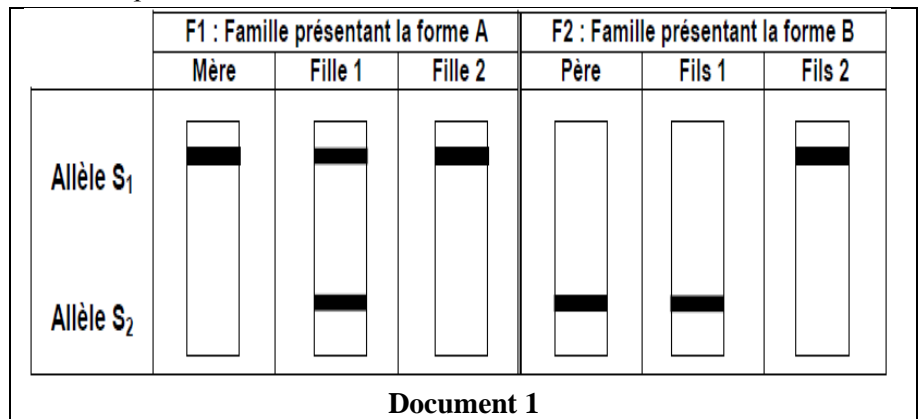 F1 : Famille présentant la forme A F2 : Famille présentant la forme B
Mère Fille 1 Fille 2 Père Fils 1 Fils 2
Allèle S₁
Allèle S₂
Document 1